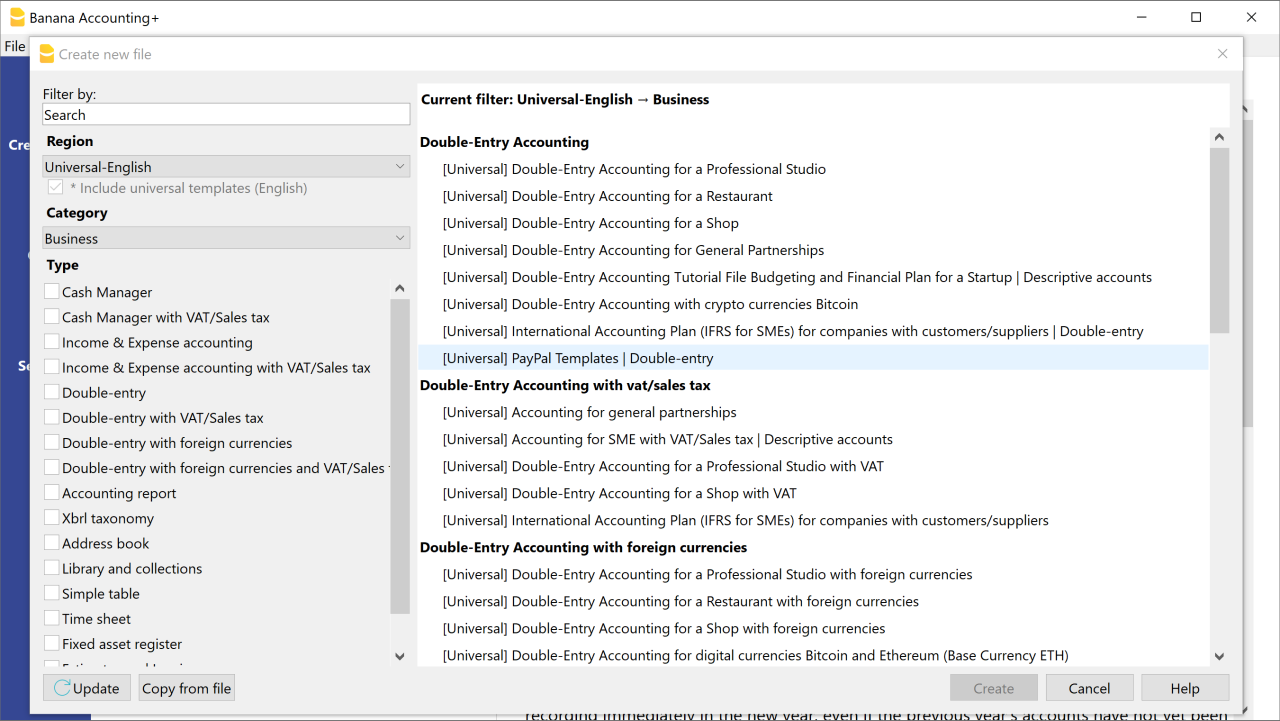 Banana Accounting+
File
Create new file
Filter by:
Search
Region
Universal-English
* Include universal templates (English)
Category
Business
Type
Cash Manager
Cash Manager with VAT/Sales tax
Income & Expense accounting
Income & Expense accounting with VAT/Sales tax
Double-entry
Double-entry with VAT/Sales tax
Double-entry with foreign currencies
Double-entry with foreign currencies and VAT/Sales
Accounting report
Xbrl taxonomy
Address book
Library and collections
Simple table
Time sheet
Fixed asset register
Update
Copy from file
Current filter: Universal-English → Business
Double-Entry Accounting
[Universal] Double-Entry Accounting for a Professional Studio
[Universal] Double-Entry Accounting for a Restaurant
[Universal] Double-Entry Accounting for a Shop
[Universal] Double-Entry Accounting for General Partnerships
[Universal] Double-Entry Accounting Tutorial File Budgeting and Financial Plan for a Startup | Descriptive accounts
[Universal] Double-Entry Accounting with crypto currencies Bitcoin
[Universal] International Accounting Plan (IFRS for SMEs) for companies with customers/suppliers | Double-entry
[Universal] PayPal Templates | Double-entry
Double-Entry Accounting with vat/sales tax
[Universal] Accounting for general partnerships
[Universal] Accounting for SME with VAT/Sales tax | Descriptive accounts
[Universal] Double-Entry Accounting for a Professional Studio with VAT
[Universal] Double-Entry Accounting for a Shop with VAT
[Universal] International Accounting Plan (IFRS for SMEs) for companies with customers/suppliers
Double-Entry Accounting with foreign currencies
[Universal] Double-Entry Accounting for a Professional Studio with foreign currencies
[Universal] Double-Entry Accounting for a Restaurant with foreign currencies
[Universal] Double-Entry Accounting for a Shop with foreign currencies
[Universal] Double-Entry Accounting for digital currencies Bitcoin and Ethereum (Base Currency ETH)
Create
Cancel
Help
Cre
Se
recording immediately in the new year, even if the previous year's accounts have not yet been